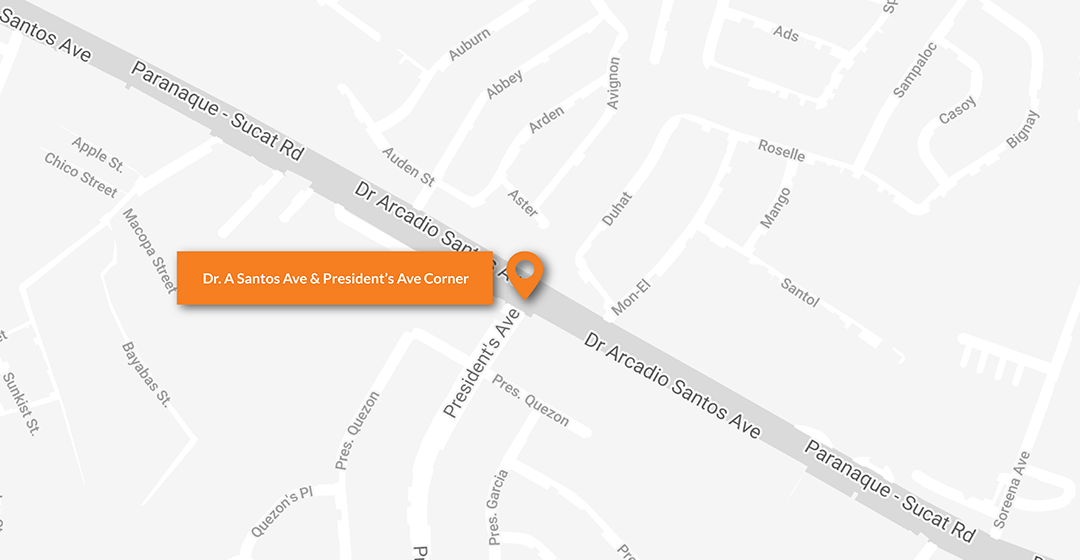 Santos Ave
Paranaque - Sucat Rd
Auburn
Abbey
Arden
Avignon
Ads
Sampaloc
Casoy
Bignay
Apple St.
Chico Street
Macopa Street
Auden St
Aster
Roselle
Duhat
Mango
Dr Arcadio Santos
Dr. A Santos Ave & President's Ave Corner
Mon-El
Santol
President's Ave
Dr Arcadio Santos Ave
Bayabas St.
Sunkist St.
Pres. Quezon
Pres. Quezon
Paranaque - Sucat Rd
Soreena Ave
Quezon's Pl
Pres. Garcia